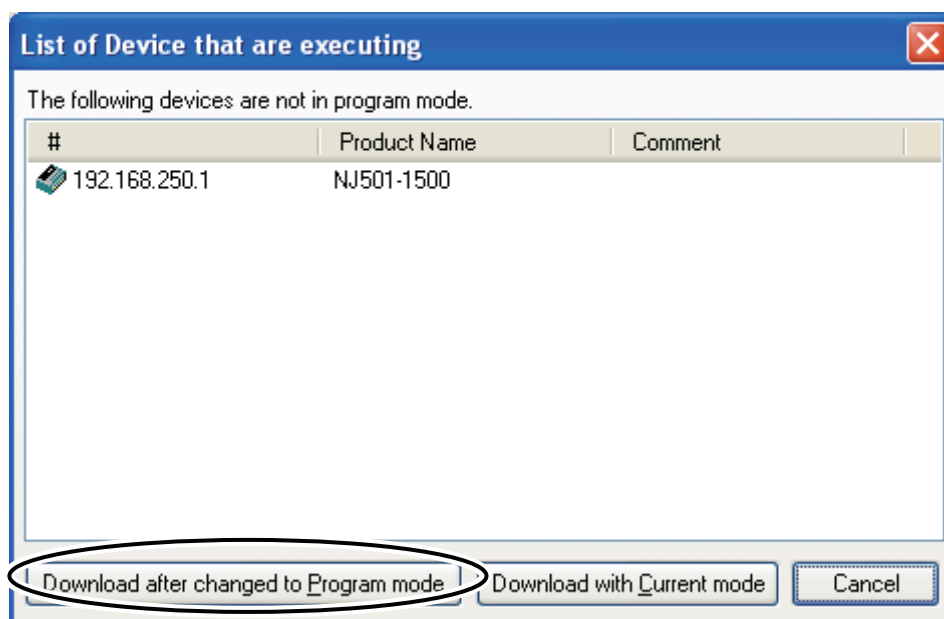 List of Device that are executing
The following devices are not in program mode.
# Product Name Comment
192.168.250.1 NJ501-1500
Download after changed to Program mode Download with Current mode Cancel